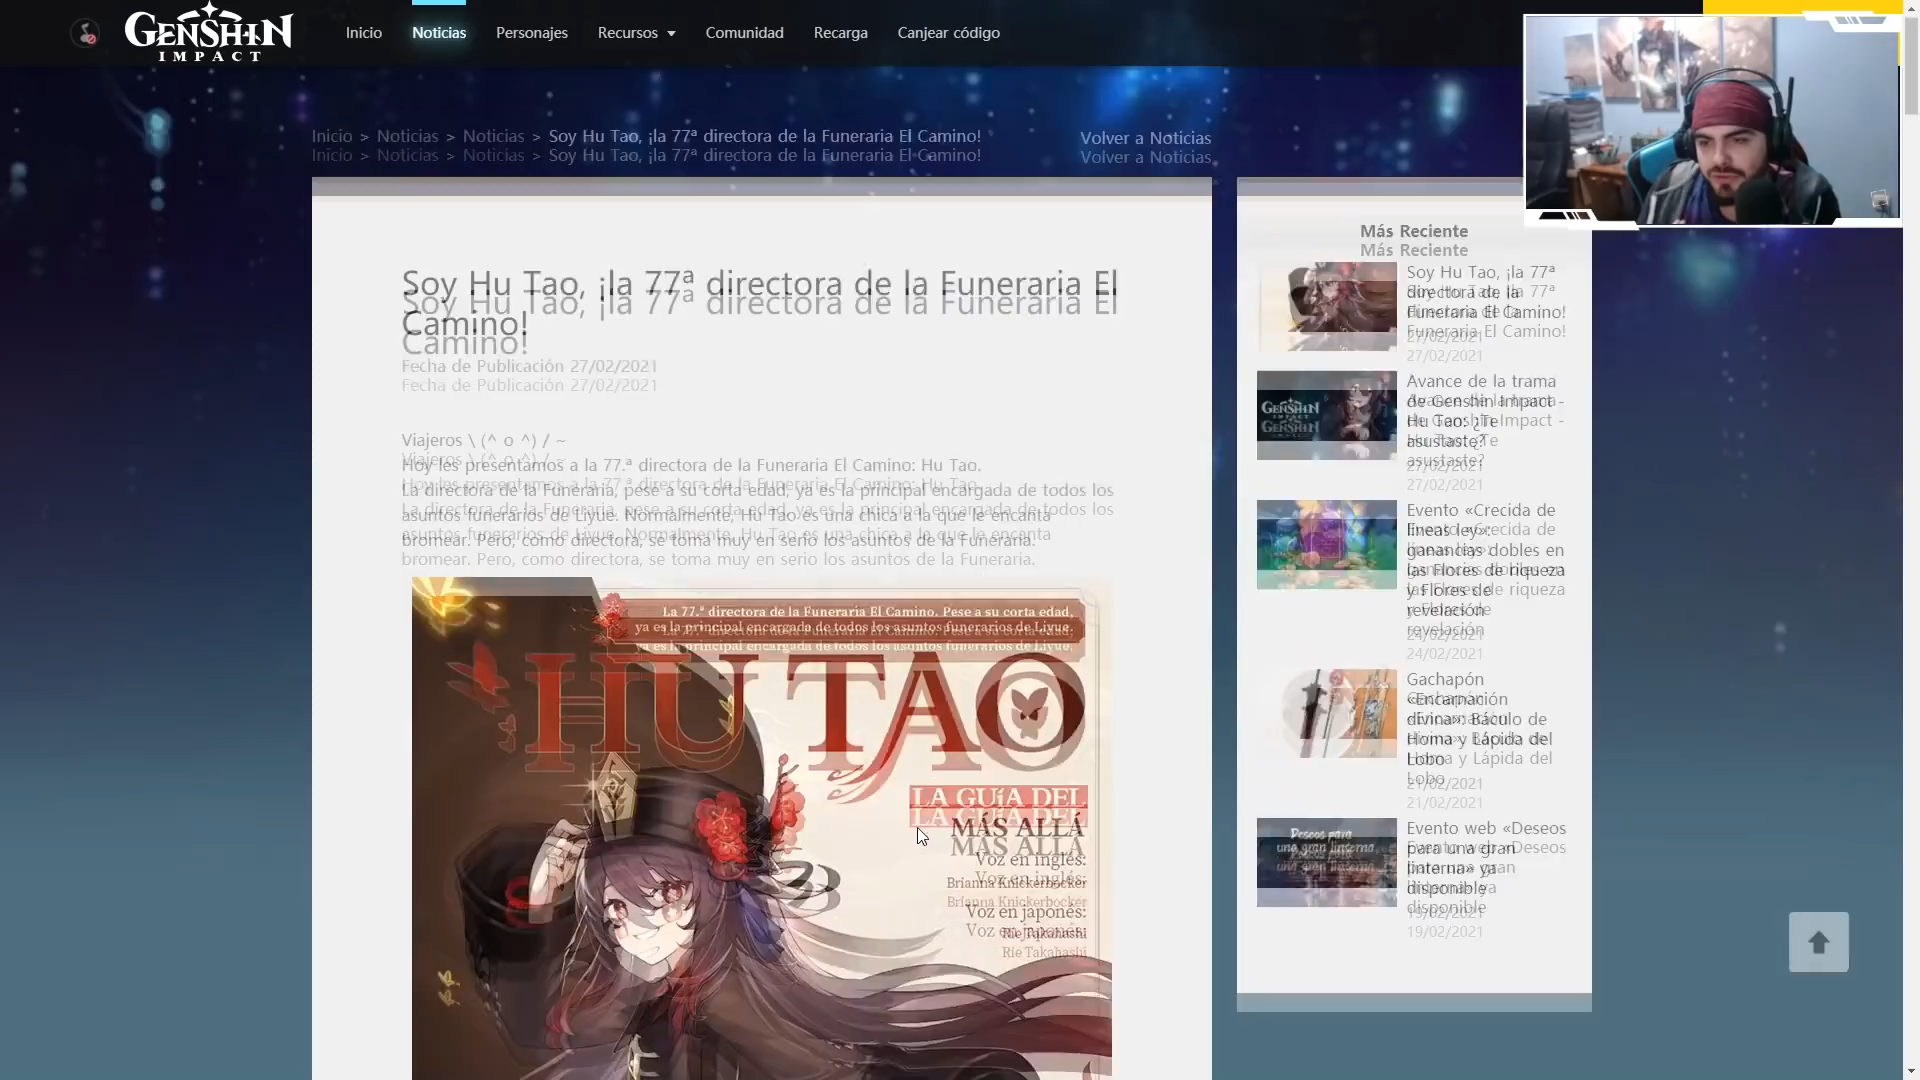 GENSHIN
IMPACT
Inicio
Noticias
Personajes
Recursos
Comunidad
Recarga
Canjear código
Inicio > Noticias > Noticias > Soy Hu Tao, ¡la 77ª directora de la Funeraria El Camino!
Volver a Noticias
Soy Hu Tao, ¡la 77ª directora de la Funeraria El
Camino!
Fecha de Publicación 27/02/2021
Viajeros \ (^ o ^) / ~
Hoy les presentamos a la 77.ª directora de la Funeraria El Camino: Hu Tao.
La directora de la Funeraria, pese a su corta edad, ya es la principal encargada de todos los
asuntos funerarios de Liyue. Normalmente, Hu Tao es una chica a la que le encanta
bromear. Pero, como directora, se toma muy en serio los asuntos de la Funeraria.
La 77.ª directora de la Funeraria El Camino. Pese a su corta edad,
ya es la principal encargada de todos los asuntos funerarios de Liyue.
HU TAO
LA GUÍA DEL
MÁS ALLÁ
Voz en inglés:
Brianna Knickerbocker
Voz en japonés:
Rie Takahashi
Más Reciente
Soy Hu Tao, ¡la 77ª
directora de la
Funeraria El Camino!
27/02/2021
Avance de la trama
de Genshin Impact -
Hu Tao: ¿Te
asustaste?
27/02/2021
Evento «Crecida de
líneas ley»:
ganancias dobles en
las Flores de riqueza
y Flores de
revelación
24/02/2021
Gachapón
«Encarnación
divina»: Báculo de
Homa y Lápida del
Lobo
21/02/2021
Deseos para
una gran linterna
Evento web «Deseos
para una gran
linterna» ya
disponible
19/02/2021